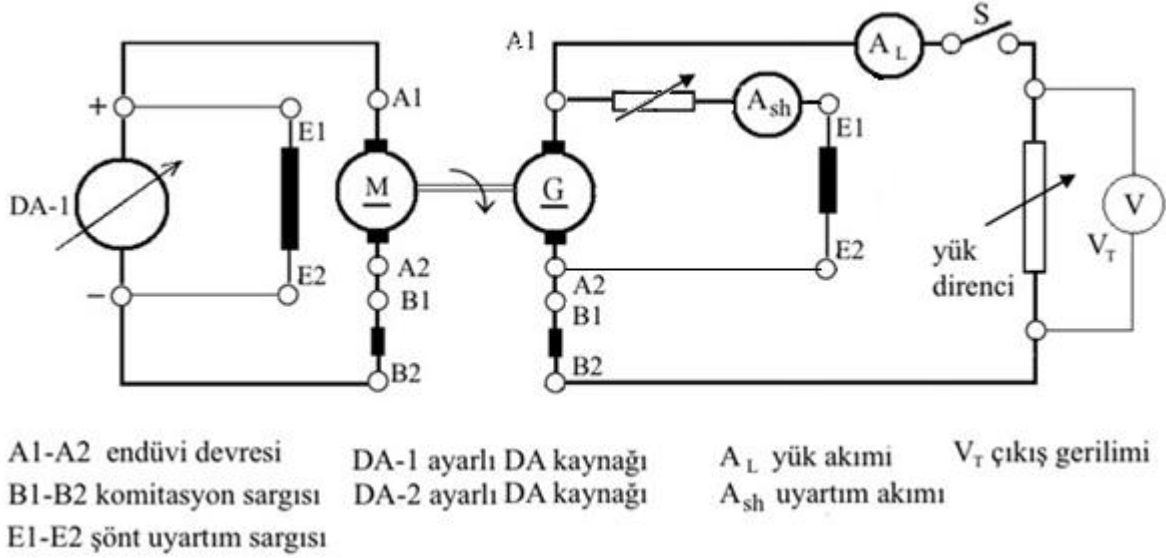 A1
A_L
S
+
A1
A_sh
E1
E1
DA-1
M
G
V
V_T
E2
A2
E2
yük
direnci
−
A2
B1
B1
B2
B2
A1-A2 endüvi devresi
DA-1 ayarlı DA kaynağı
A_L yük akımi
V_T çıkış gerilimi
B1-B2 komitasyon sargısı
DA-2 ayarlı DA kaynağı
A_sh uyartım akımı
E1-E2 şönt uyartım sargısı